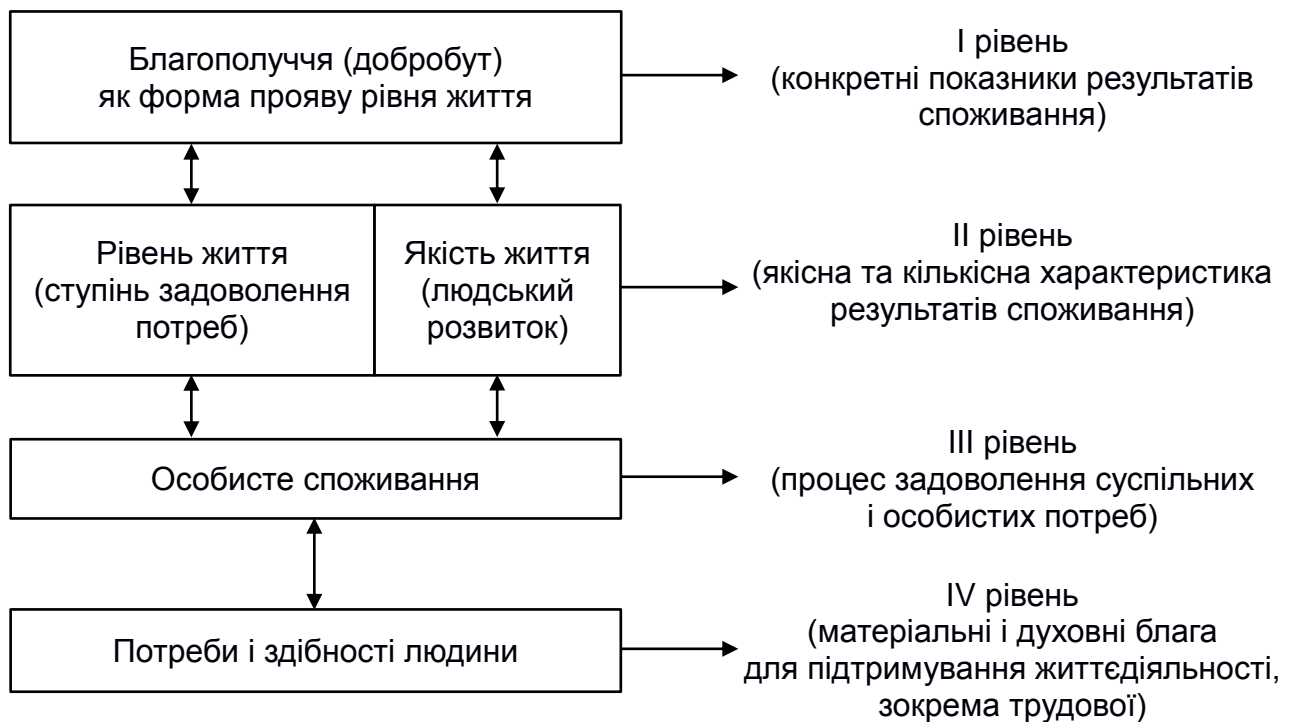 Благополуччя (добробут)
як форма прояву рівня життя
І рівень
(конкретні показники результатів
споживання)
Рівень життя
(ступінь задоволення
потреб)
Якість життя
(людський
розвиток)
ІІ рівень
(якісна та кількісна характеристика
результатів споживання)
Особисте споживання
ІІІ рівень
(процес задоволення суспільних
і особистих потреб)
Потреби і здібності людини
IV рівень
(матеріальні і духовні блага
для підтримування життєдіяльності,
зокрема трудової)